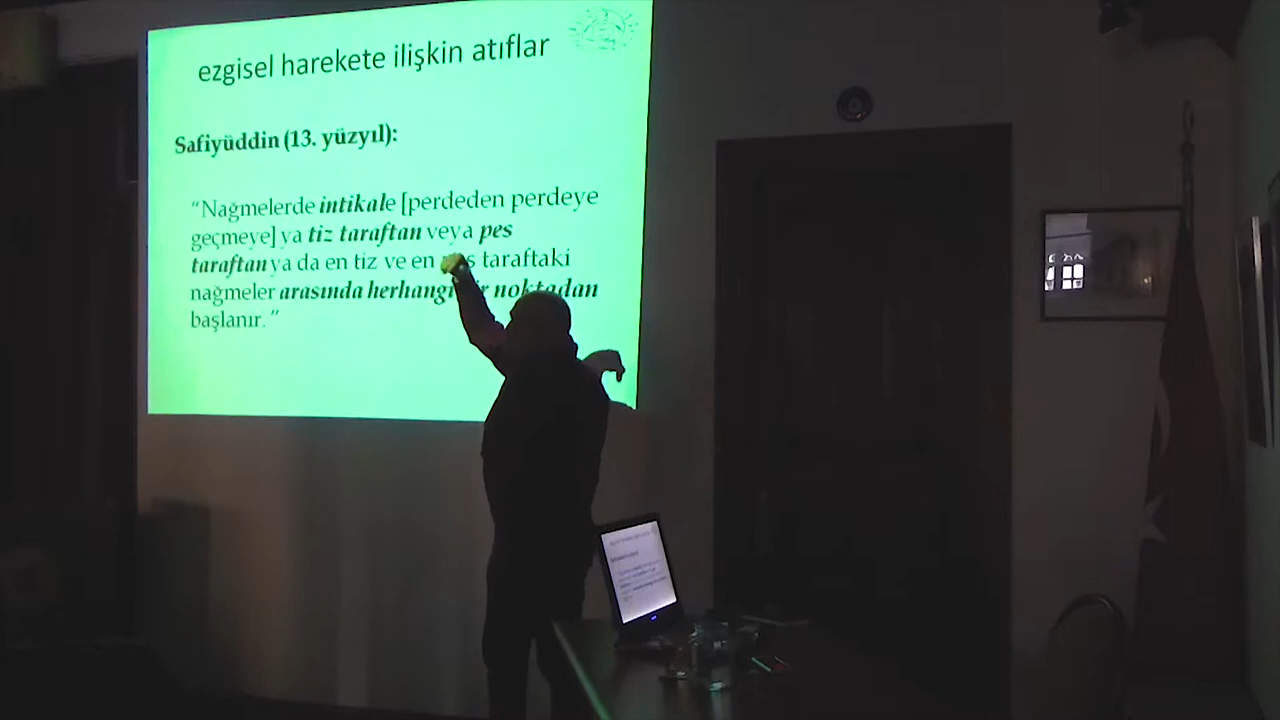 ezgisel harekete ilişkin atıflar
Safiyüddin (13. yüzyıl):
“Nağmelerde intikale [perdeden perdeye
geçmeye] ya tiz taraftan veya pes
taraftan ya da en tiz ve en taraftaki
nağmeler arasında herhangi noktadan
başlanır.”